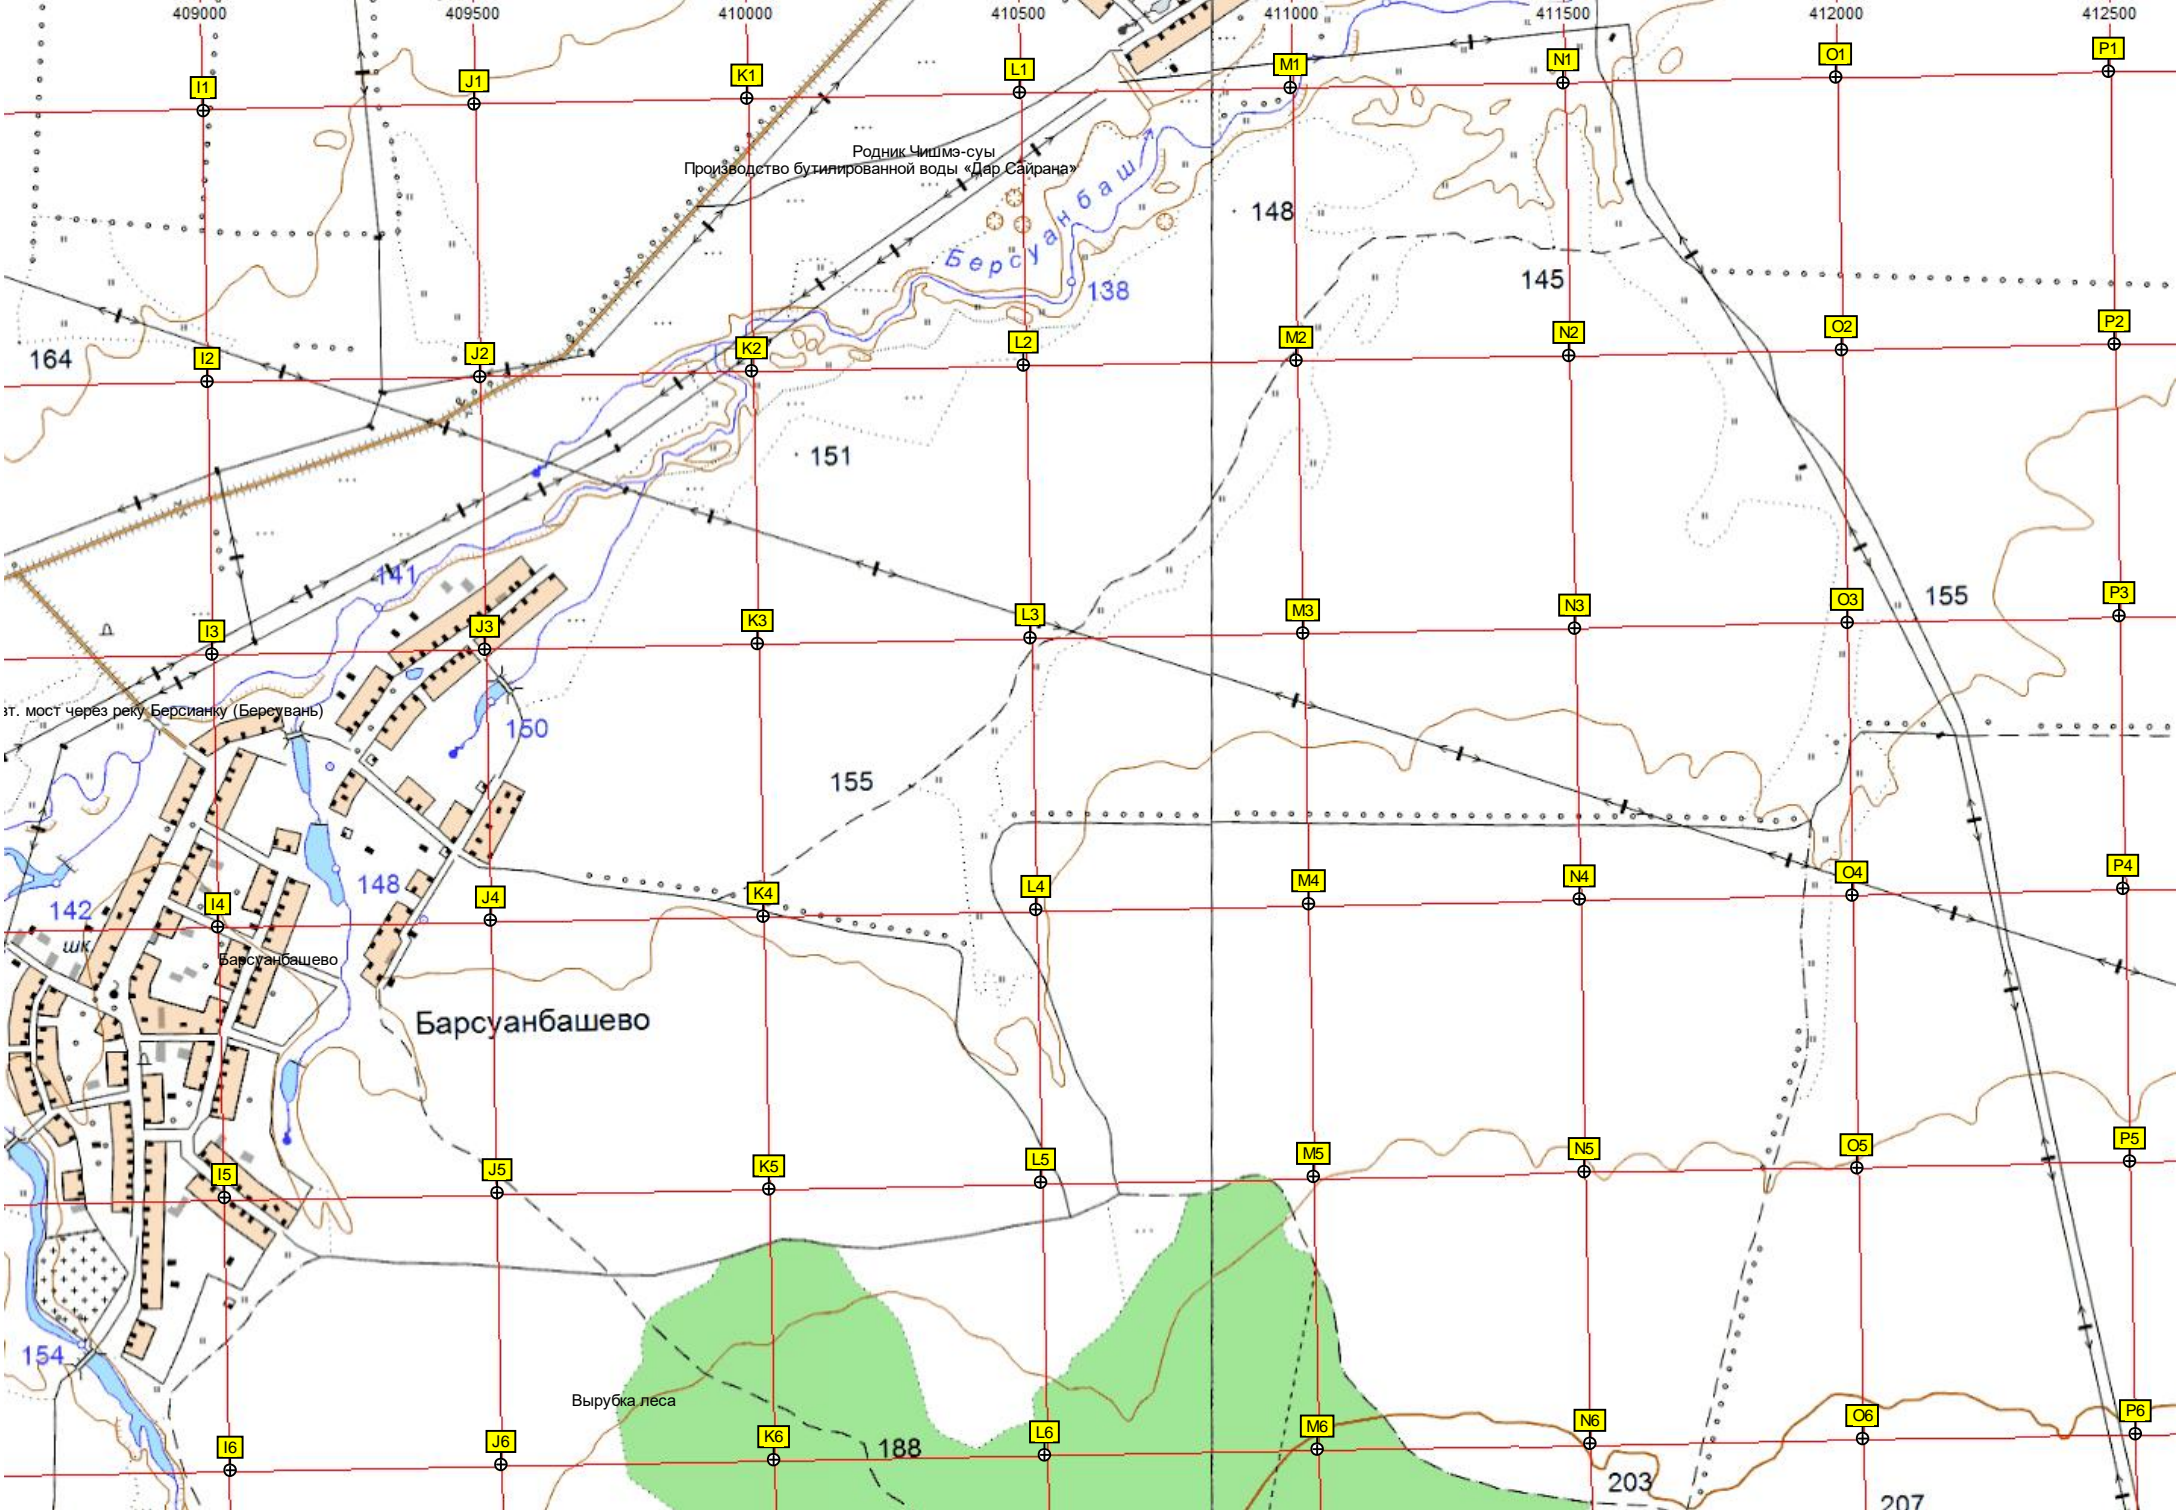 409000 409500 410000 410500 411000 411500 412000 412500
I1 J1 K1 L1 M1 N1 O1 P1
Родник Чишмэ-суы
Производство бутилированной воды «Дар Сайрана»
Берсуанбаш
148
138
145
164
I2 J2 K2 L2 M2 N2 O2 P2
151
141
155
I3 J3 K3 L3 M3 N3 O3 P3
вт. мост через реку Берсианку (Берсувань)
150
155
148
142
I4 J4 K4 L4 M4 N4 O4 P4
шк.
Барсуанбашево
Барсуанбашево
I5 J5 K5 L5 M5 N5 O5 P5
154
Вырубка леса
I6 J6 K6 L6 M6 N6 O6 P6
188
203
207